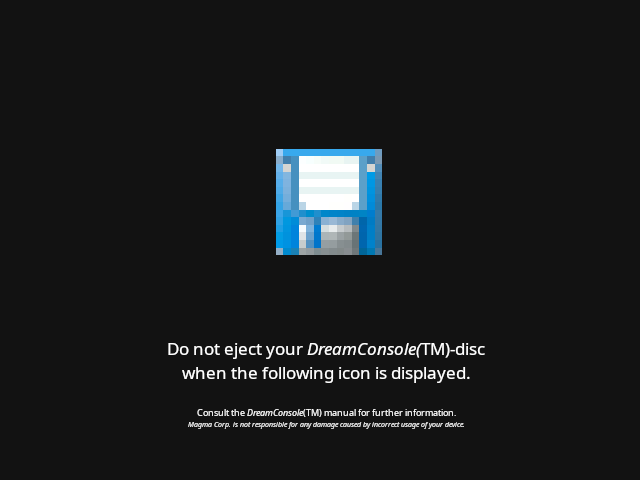 Do not eject your DreamConsole(TM)-disc
when the following icon is displayed.
Consult the DreamConsole(TM) manual for further information.
Magma Corp. is not responsible for any damage caused by incorrect usage of your device.